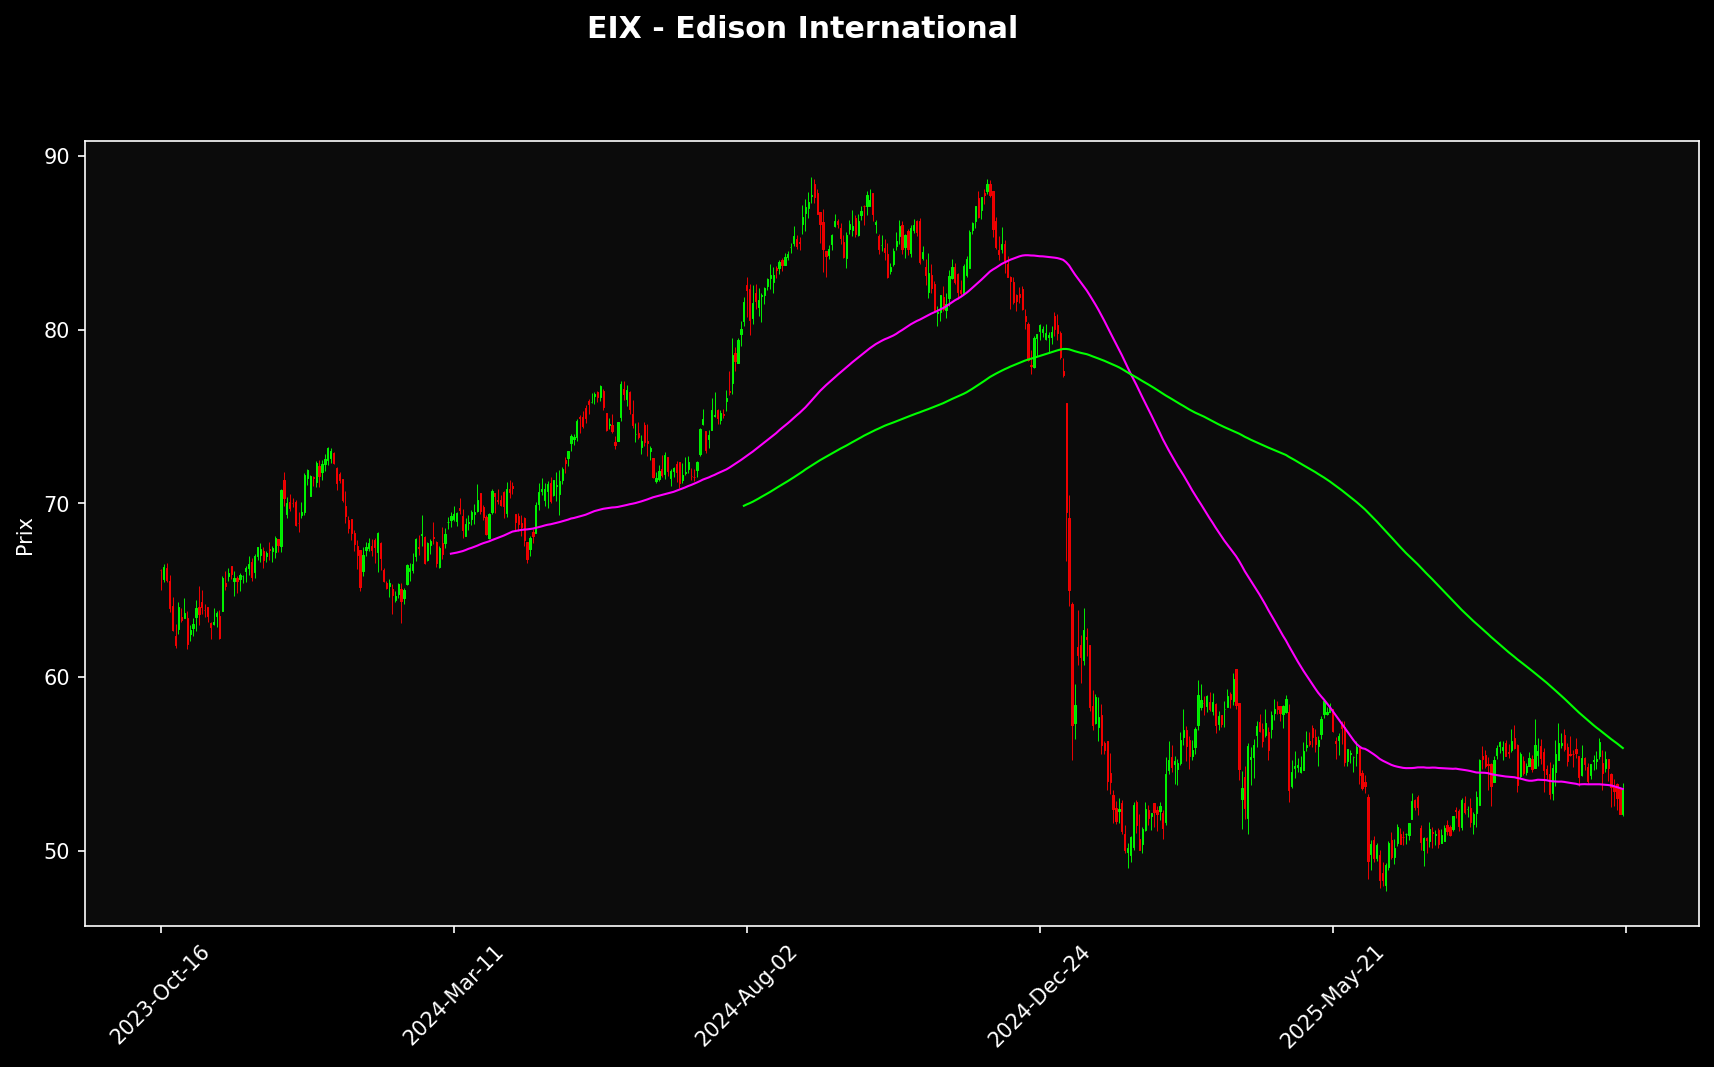 EIX - Edison International
Prix
90
80
70
60
50
2023-Oct-16
2024-Mar-11
2024-Aug-02
2024-Dec-24
2025-May-21